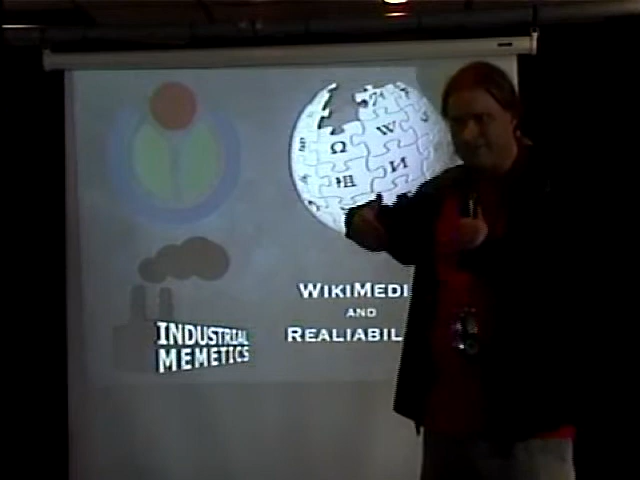 Ω W И
WIKIMEDI
AND
REALIABIL
INDUSTRIAL
MEMETICS